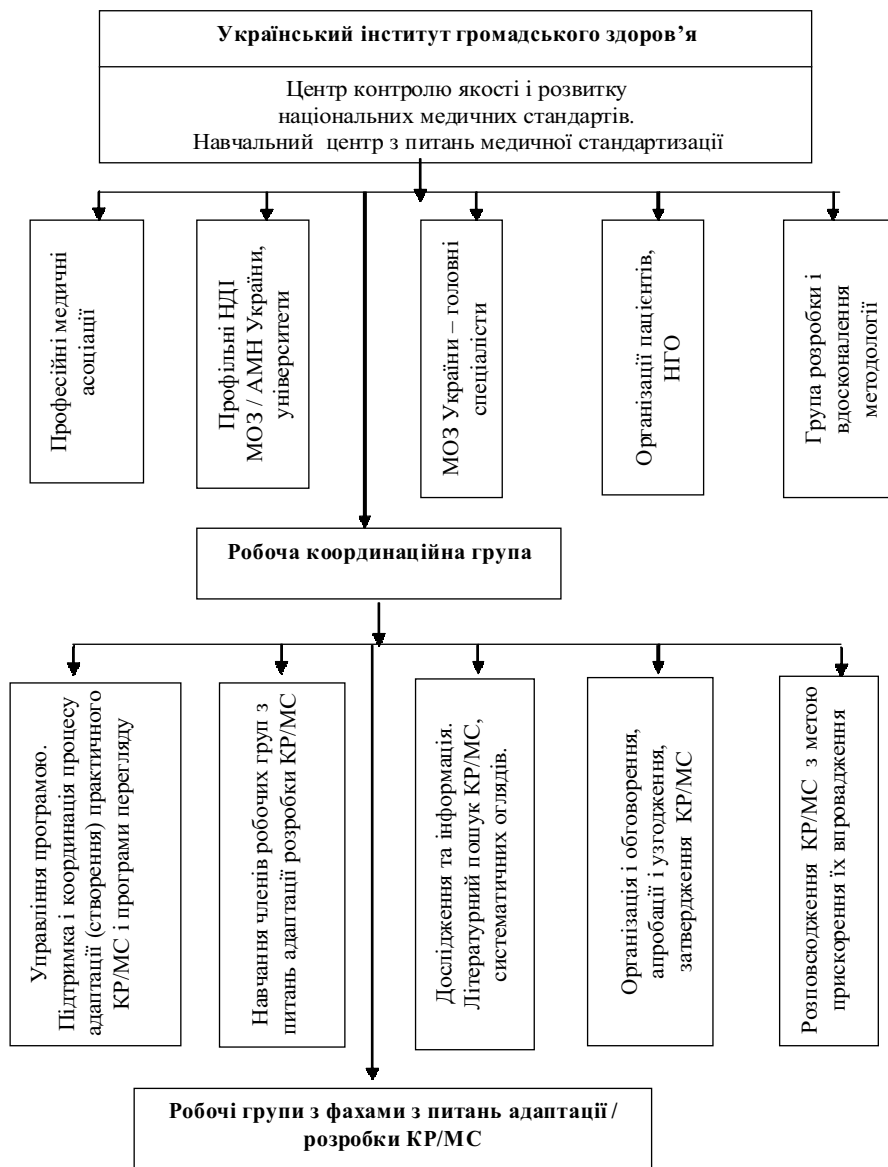 Український інститут громадського здоров’я
Центр контролю якості і розвитку
національних медичних стандартів.
Навчальний центр з питань медичної стандартизації
Професійні медичні
асоціації
Профільні НДІ
МОЗ / АМН України,
університети
МОЗ України – головні
спеціалісти
Організації пацієнтів,
НГО
Група розробки і
вдосконалення
методології
Робоча координаційна група
Управління програмою.
Підтримка і координація процесу
адаптації (створення) практичного
КР/МС і програми перегляду
Навчання членів робочих груп з
питань адаптації розробки КР/МС
Дослідження та інформація.
Літературний пошук КР/МС,
систематичних оглядів.
Організація і обговорення,
апробації і узгодження,
затвердження КР/МС
Розповсюдження КР/МС з метою
прискорення їх впровадження
Робочі групи з фахами з питань адаптації /
розробки КР/МС